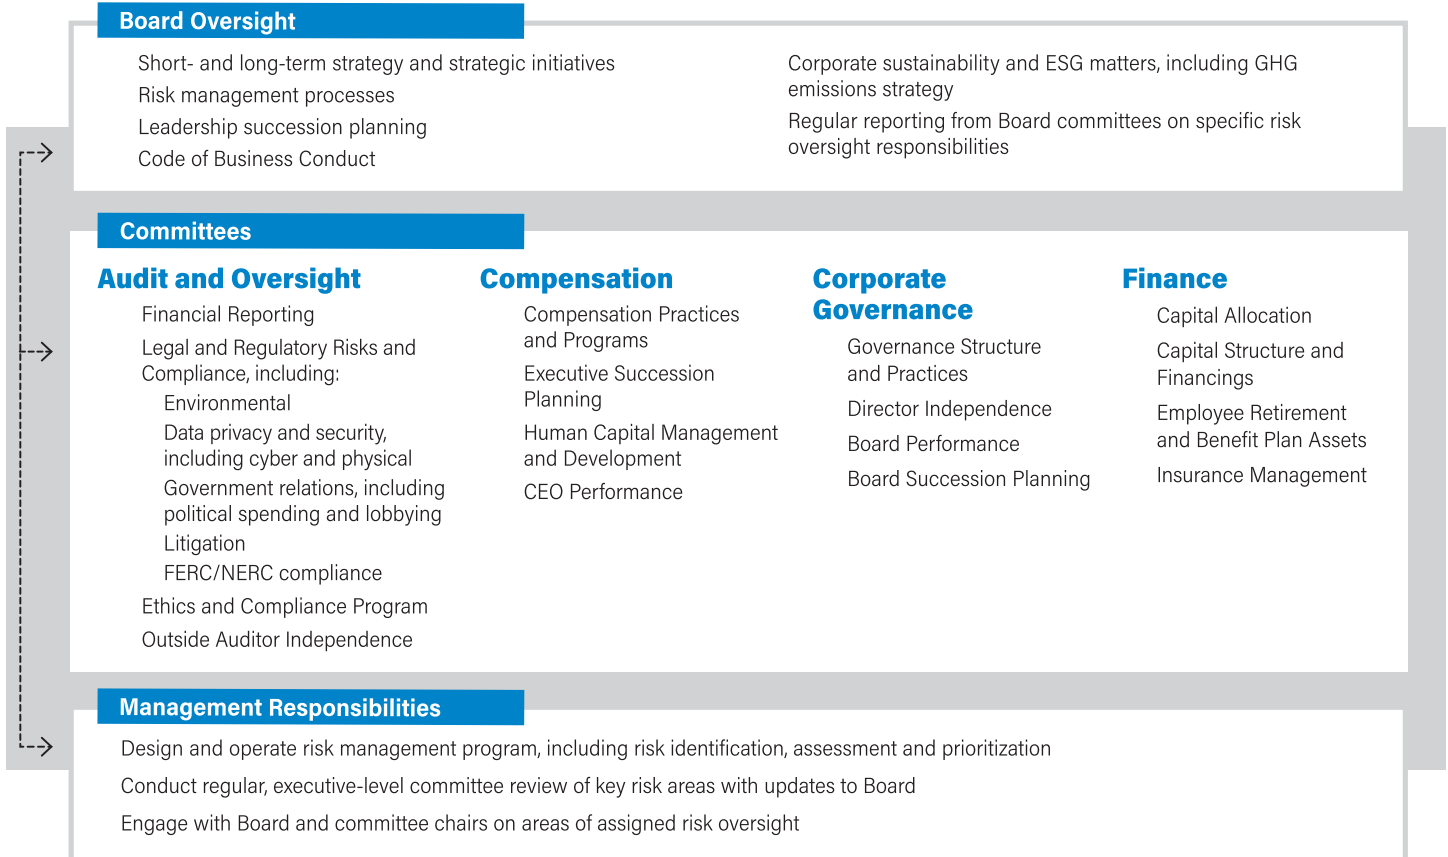 Board Oversight
Short- and long-term strategy and strategic initiatives
Risk management processes
Leadership succession planning
Code of Business Conduct
Corporate sustainability and ESG matters, including GHG
emissions strategy
Regular reporting from Board committees on specific risk
oversight responsibilities
Committees
Audit and Oversight
Financial Reporting
Legal and Regulatory Risks and
Compliance, including:
Environmental
Data privacy and security,
including cyber and physical
Government relations, including
political spending and lobbying
Litigation
FERC/NERC compliance
Ethics and Compliance Program
Outside Auditor Independence
Compensation
Compensation Practices
and Programs
Executive Succession
Planning
Human Capital Management
and Development
CEO Performance
Corporate
Governance
Governance Structure
and Practices
Director Independence
Board Performance
Board Succession Planning
Finance
Capital Allocation
Capital Structure and
Financings
Employee Retirement
and Benefit Plan Assets
Insurance Management
Management Responsibilities
Design and operate risk management program, including risk identification, assessment and prioritization
Conduct regular, executive-level committee review of key risk areas with updates to Board
Engage with Board and committee chairs on areas of assigned risk oversight